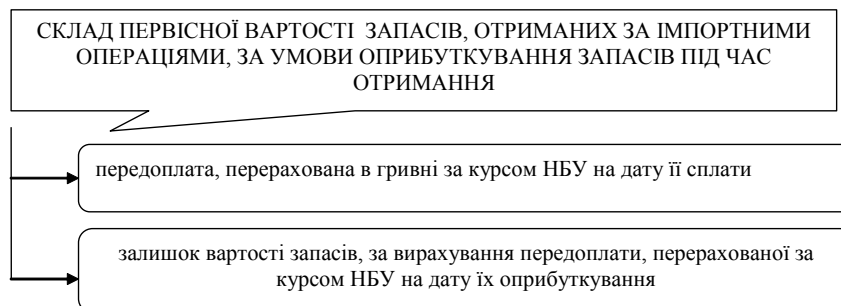 СКЛАД ПЕРВІСНОЇ ВАРТОСТІ ЗАПАСІВ, ОТРИМАНИХ ЗА ІМПОРТНИМИ
ОПЕРАЦІЯМИ, ЗА УМОВИ ОПРИБУТКУВАННЯ ЗАПАСІВ ПІД ЧАС
ОТРИМАННЯ
передоплата, перерахована в гривні за курсом НБУ на дату її сплати
залишок вартості запасів, за вирахування передоплати, перерахованої за
курсом НБУ на дату їх оприбуткування